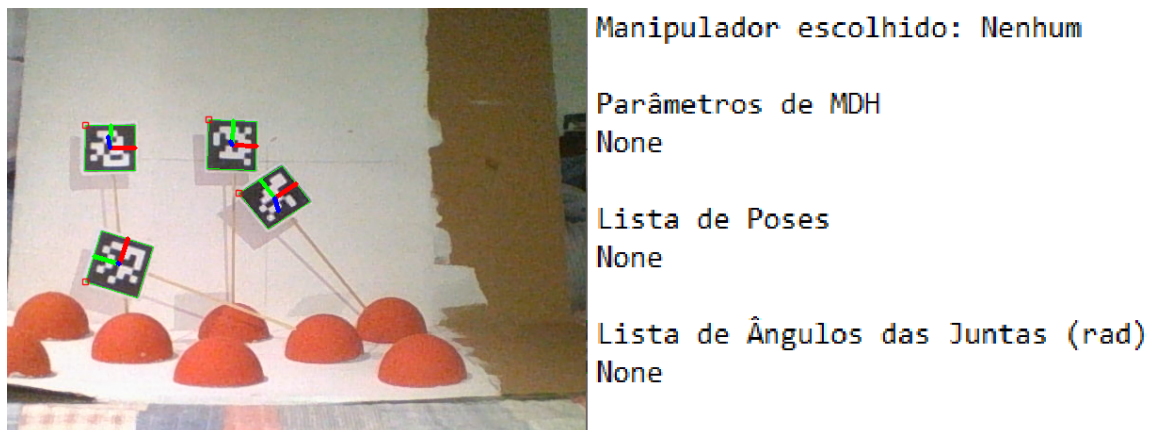 Manipulador escolhido: Nenhum
Parâmetros de MDH
None
Lista de Poses
None
Lista de Ângulos das Juntas (rad)
None